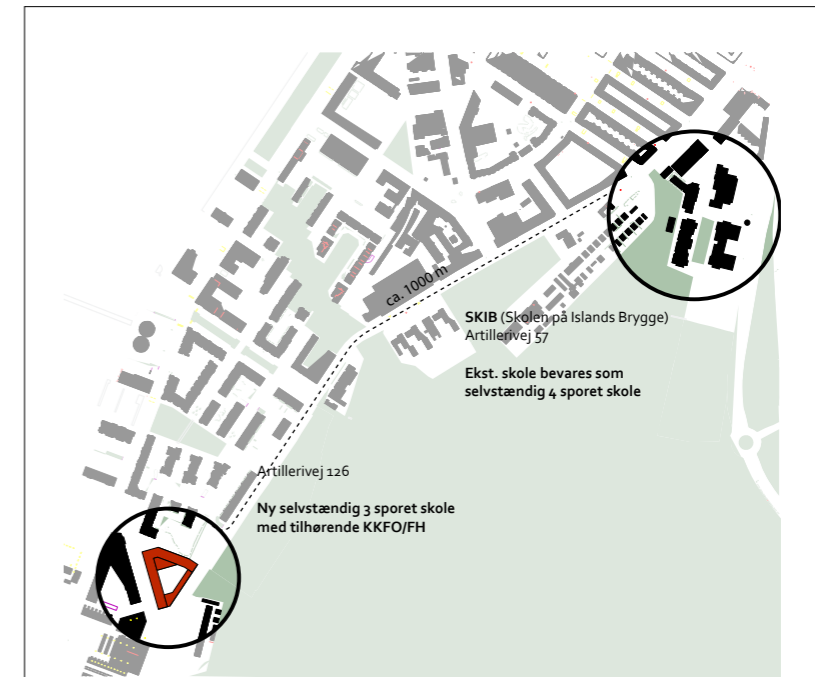 ca. 1000 m
SKIB (Skolen på Islands Brygge)
Artillerivej 57
Ekst. skole bevares som
selvstændig 4 sporet skole
Artillerivej 126
Ny selvstændig 3 sporet skole
med tilhørende KKFO/FH